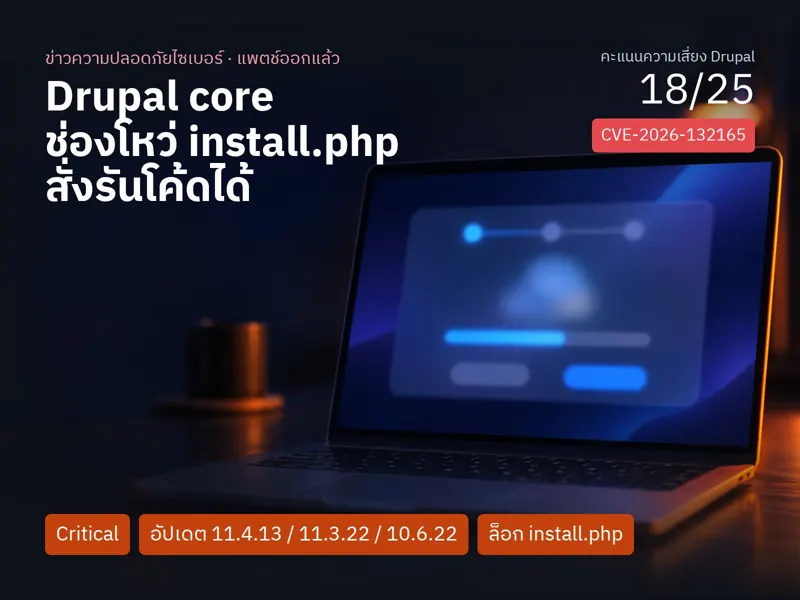 ข่าวความปลอดภัยไซเบอร์ · แพตช์ออกแล้ว
Drupal core
ช่องโหว่ install.php
สั่งรันโค้ดได้
คะแนนความเสี่ยง Drupal
18/25
CVE-2026-132165
Critical
อัปเดต 11.4.13 / 11.3.22 / 10.6.22
ล็อก install.php